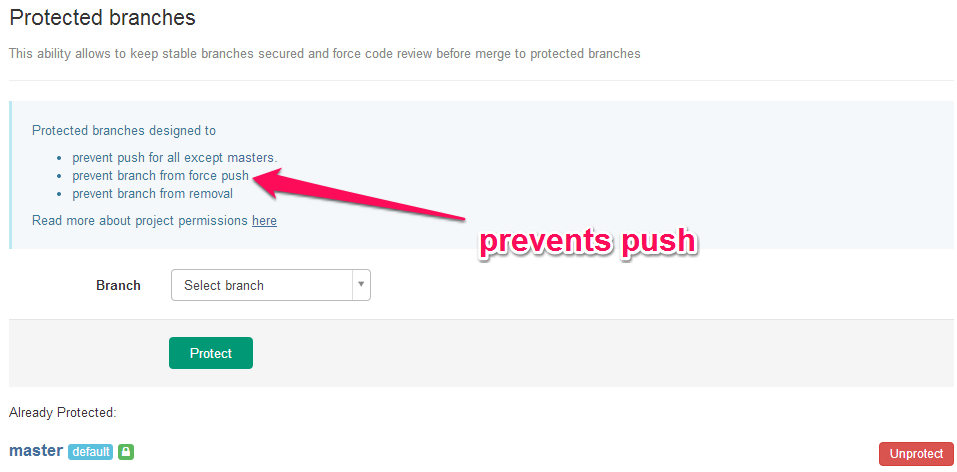 Protected branches
This ability allows to keep stable branches secured and force code review before merge to protected branches
Protected branches designed to
prevent push for all except masters.
prevent branch from force push
prevent branch from removal
Read more about project permissions here
prevents push
Branch Select branch
Protect
Already Protected:
master default Unprotect